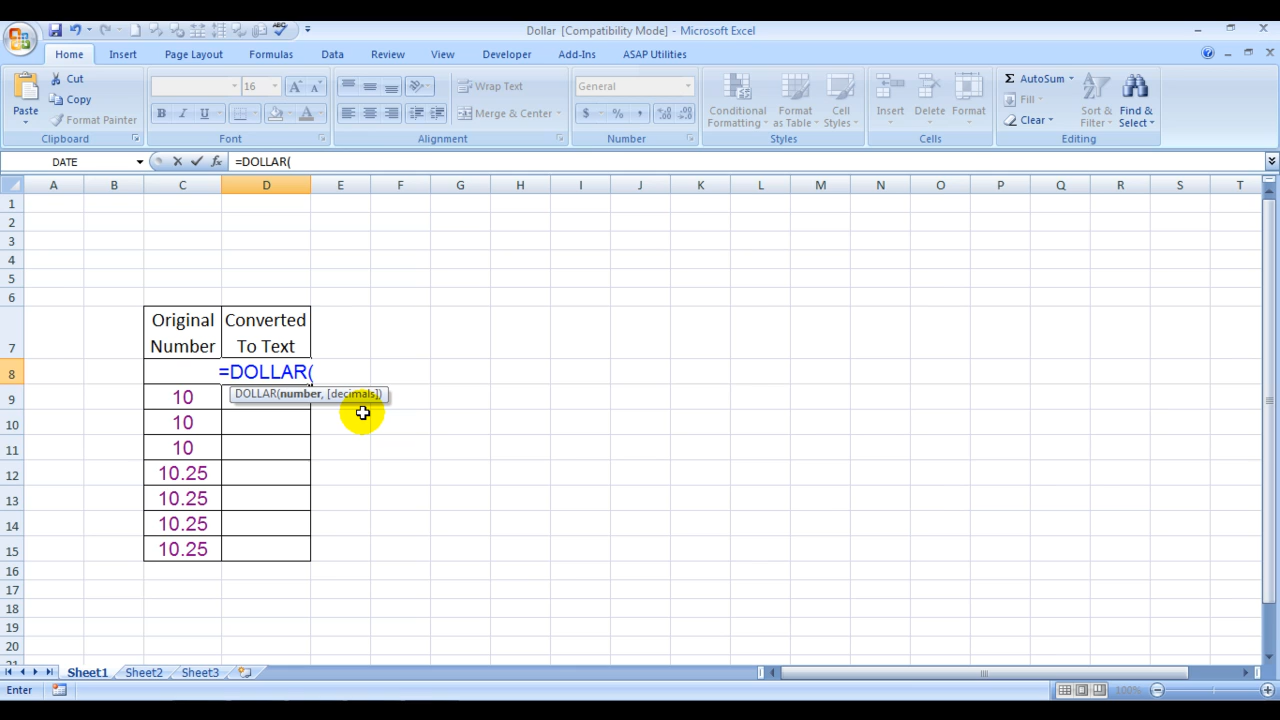 Dollar [Compatibility Mode] - Microsoft Excel
Home Insert Page Layout Formulas Data Review View Developer Add-Ins ASAP Utilities
Paste
Cut
Copy
Format Painter
Clipboard
16
A A
B I U
A
Font
Wrap Text
Merge & Center
Alignment
General
$ % ,
Number
Conditional Formatting
Format as Table
Cell Styles
Styles
Insert
Delete
Format
Cells
AutoSum
Fill
Clear
Sort & Filter
Find & Select
Editing
DATE fx =DOLLAR(
A B C D E F G H I J K L M N O P Q R S T
1
2
3
4
5
6
7 Original Number Converted To Text
8 =DOLLAR(
DOLLAR(number, [decimals])
9 10
10 10
11 10
12 10.25
13 10.25
14 10.25
15 10.25
16
17
18
19
20
21
Sheet1 Sheet2 Sheet3
Enter 100%